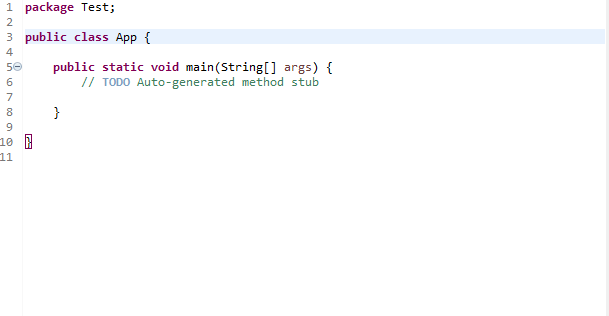 1 package Test;
2
3 public class App {
4
5 public static void main(String[] args) {
6 // TODO Auto-generated method stub
7
8 }
9
10 }
11